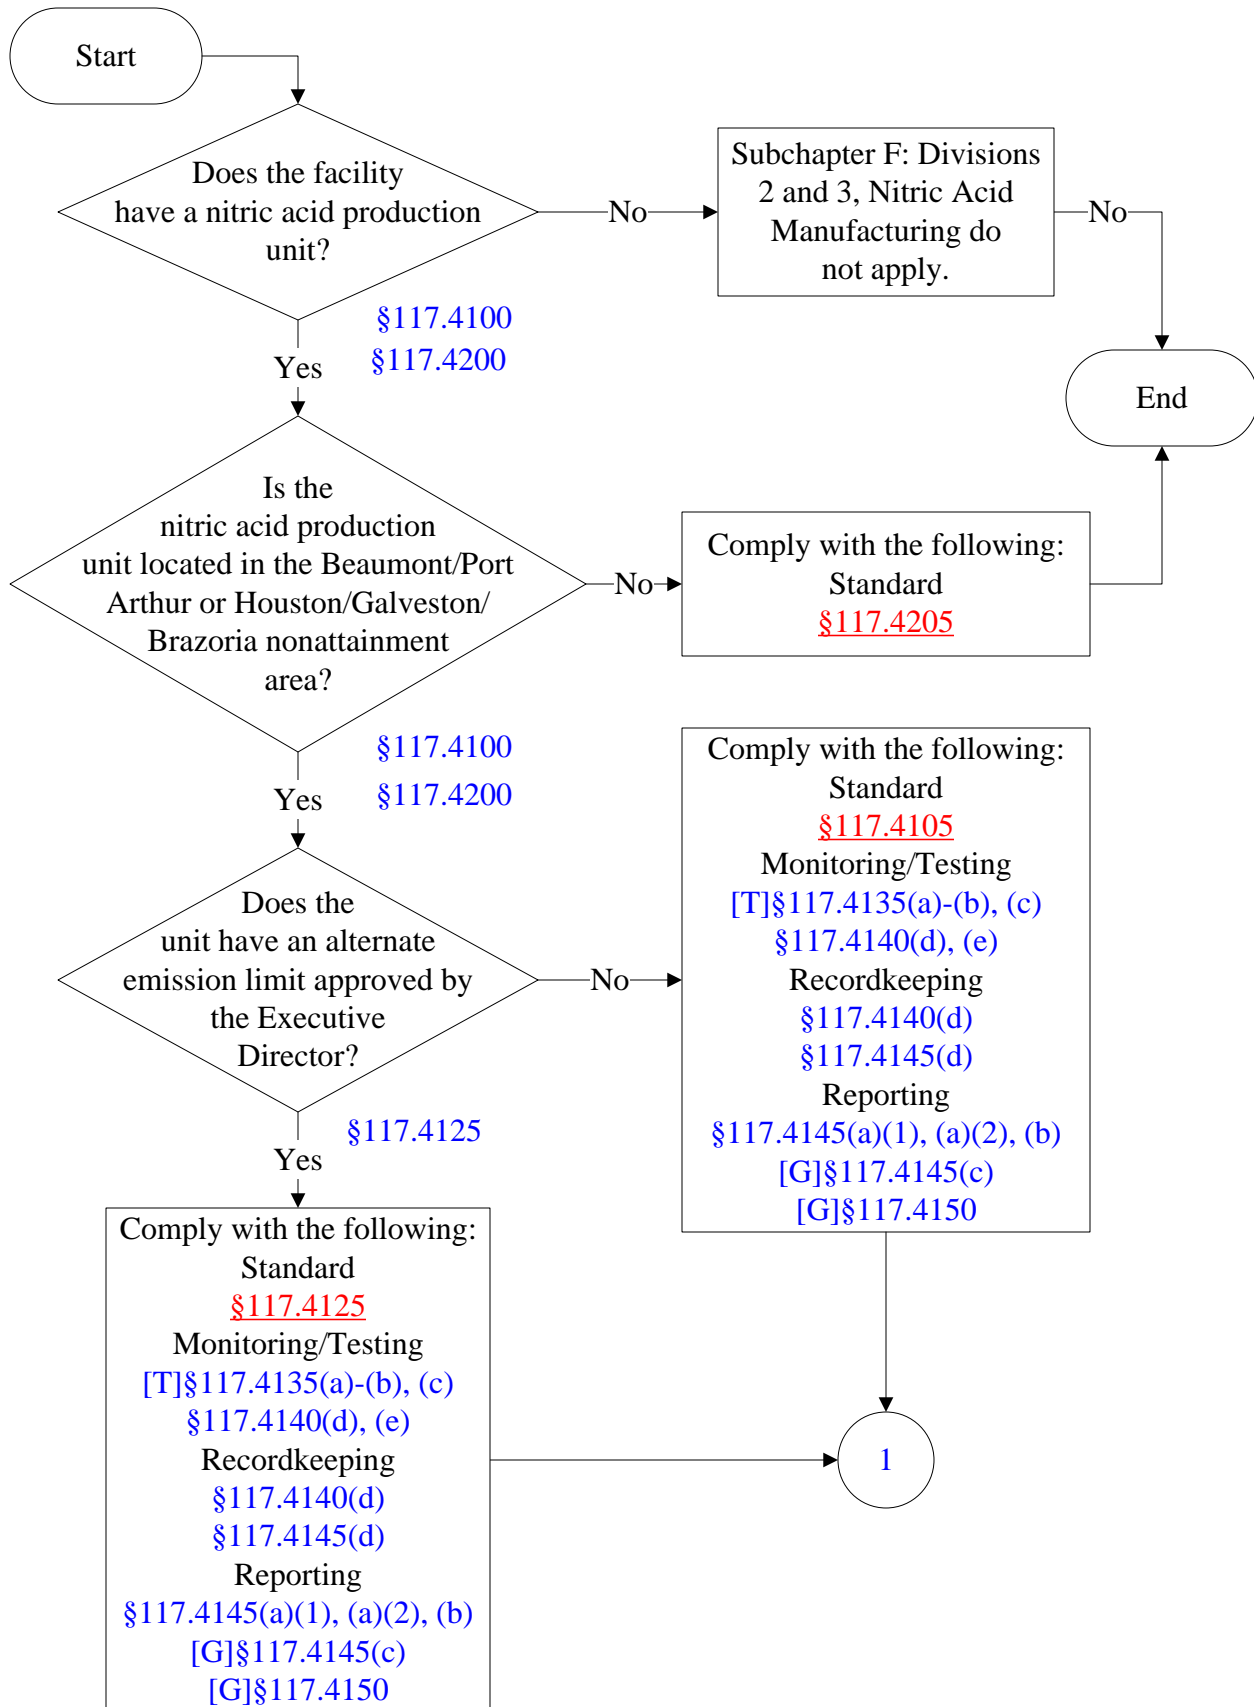 Start
Does the facility
have a nitric acid production
unit?
No
Subchapter F: Divisions
2 and 3, Nitric Acid
Manufacturing do
not apply.
No
End
§117.4100
§117.4200
Yes
Is the
nitric acid production
unit located in the Beaumont/Port
Arthur or Houston/Galveston/
Brazoria nonattainment
area?
No
Comply with the following:
Standard
§117.4205
§117.4100
§117.4200
Yes
Does the
unit have an alternate
emission limit approved by
the Executive
Director?
No
Comply with the following:
Standard
§117.4105
Monitoring/Testing
[T]§117.4135(a)-(b), (c)
§117.4140(d), (e)
Recordkeeping
§117.4140(d)
§117.4145(d)
Reporting
§117.4145(a)(1), (a)(2), (b)
[G]§117.4145(c)
[G]§117.4150
§117.4125
Yes
Comply with the following:
Standard
§117.4125
Monitoring/Testing
[T]§117.4135(a)-(b), (c)
§117.4140(d), (e)
Recordkeeping
§117.4140(d)
§117.4145(d)
Reporting
§117.4145(a)(1), (a)(2), (b)
[G]§117.4145(c)
[G]§117.4150
1